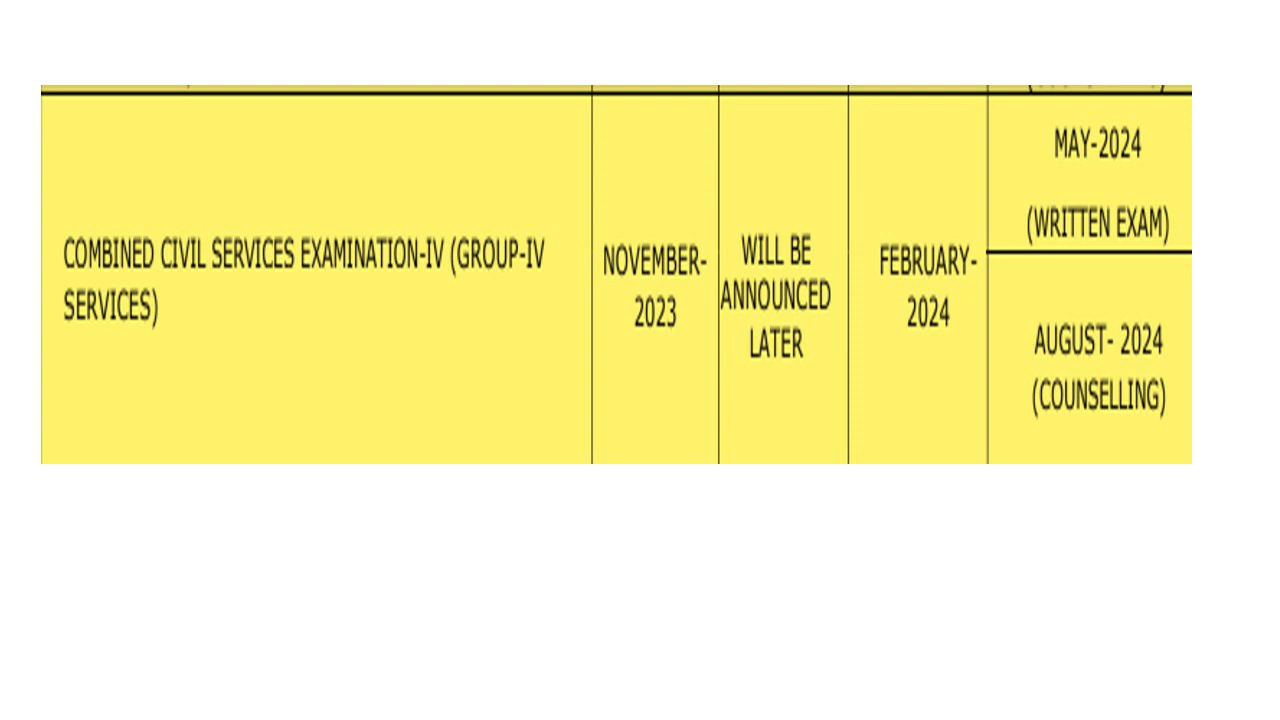 COMBINED CIVIL SERVICES EXAMINATION-IV (GROUP-IV
SERVICES)
NOVEMBER-
2023
WILL BE
ANNOUNCED
LATER
FEBRUARY-
2024
MAY-2024
(WRITTEN EXAM)
AUGUST- 2024
(COUNSELLING)